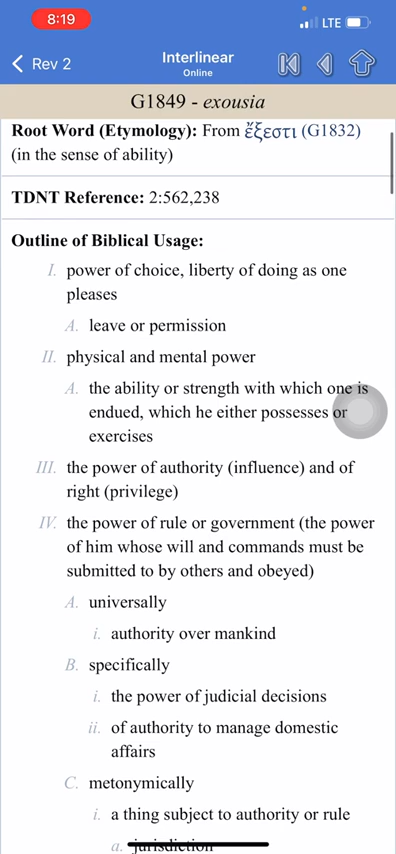 8:19
LTE
Rev 2
Interlinear
Online
G1849 - exousia
Root Word (Etymology): From ἔξεστι (G1832)
(in the sense of ability)
TDNT Reference: 2:562,238
Outline of Biblical Usage:
I. power of choice, liberty of doing as one
pleases
A. leave or permission
II. physical and mental power
A. the ability or strength with which one is
endued, which he either possesses or
exercises
III. the power of authority (influence) and of
right (privilege)
IV. the power of rule or government (the power
of him whose will and commands must be
submitted to by others and obeyed)
A. universally
i. authority over mankind
B. specifically
i. the power of judicial decisions
ii. of authority to manage domestic
affairs
C. metonymically
i. a thing subject to authority or rule
a. jurisdiction